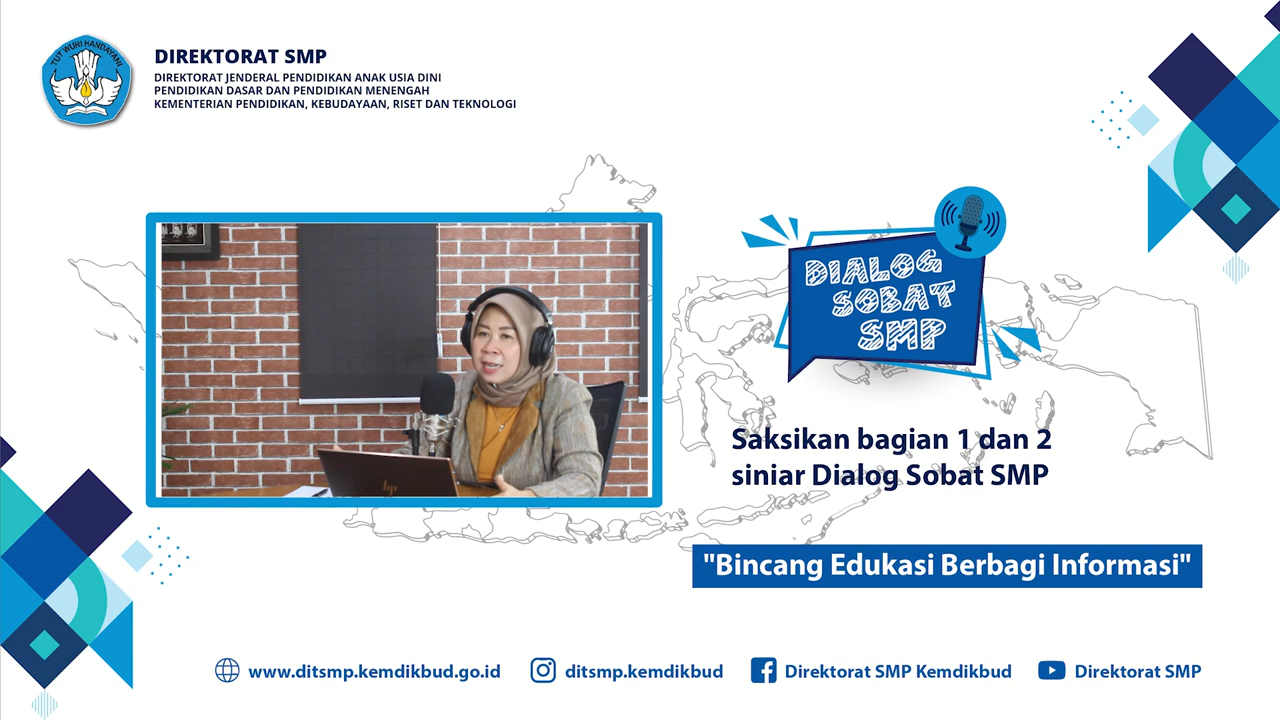 TUT WURI HANDAYANI
DIREKTORAT SMP
DIREKTORAT JENDERAL PENDIDIKAN ANAK USIA DINI
PENDIDIKAN DASAR DAN PENDIDIKAN MENENGAH
KEMENTERIAN PENDIDIKAN, KEBUDAYAAN, RISET DAN TEKNOLOGI
DIALOG
SOBAT
SMP
hp
Saksikan bagian 1 dan 2
siniar Dialog Sobat SMP
"Bincang Edukasi Berbagi Informasi"
www.ditsmp.kemdikbud.go.id
ditsmp.kemdikbud
Direktorat SMP Kemdikbud
Direktorat SMP